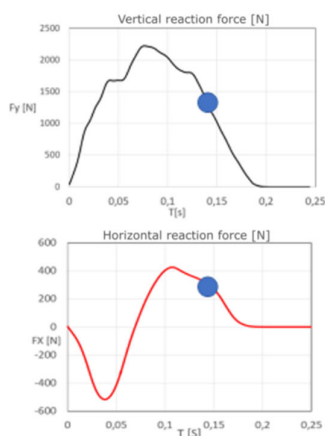 Vertical reaction force [N]
2500
2000
1500
Fy [N]
1000
500
0
0 0,05 0,1 0,15 0,2 0,25
T[s]
Horizontal reaction force [N]
600
400
200
0
FX [N]
-200
-400
-600
0 0,05 0,1 0,15 0,2 0,25
T [S]